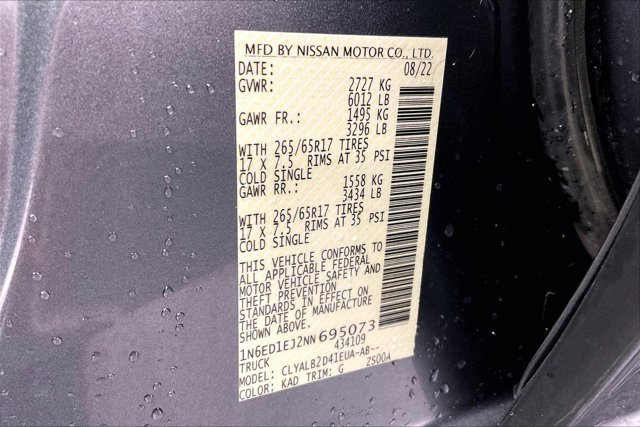 MFD BY NISSAN MOTOR CO., LTD.
DATE: 08/22
GVWR: 2727 KG
6012 LB
GAWR FR.: 1495 KG
3296 LB
WITH 265/65R17 TIRES
17 X 7.5 RIMS AT 35 PSI
COLD SINGLE
GAWR RR.: 1558 KG
3434 LB
WITH 265/65R17 TIRES
17 X 7.5 RIMS AT 35 PSI
COLD SINGLE
THIS VEHICLE CONFORMS TO
ALL APPLICABLE FEDERAL
MOTOR VEHICLE SAFETY AND
THEFT PREVENTION
STANDARDS IN EFFECT ON
THE DATE OF MANUFACTURE
SHOWN ABOVE.
1N6ED1EJ2NN695073
TRUCK 434109
MODEL: CLYALB2D41EUA-AB--
COLOR: KAD TRIM: G ZS00A